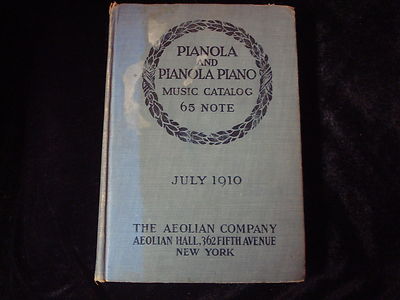 PIANOLA
AND
PIANOLA PIANO
MUSIC CATALOG
65 NOTE
JULY 1910
THE AEOLIAN COMPANY
AEOLIAN HALL, 362 FIFTH AVENUE
NEW YORK